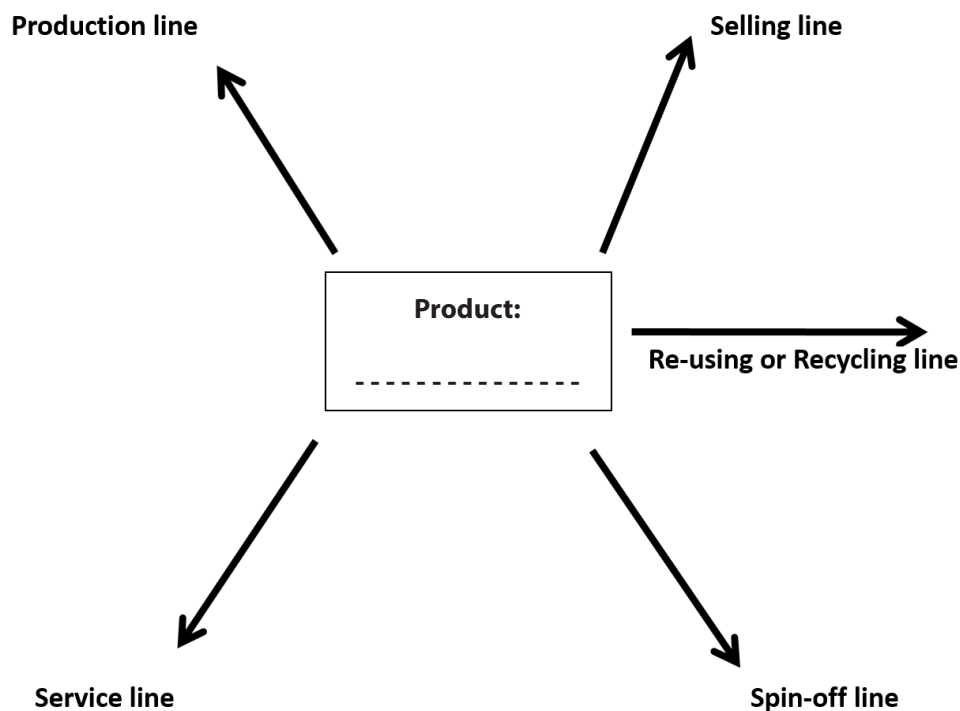 Production line
Selling line
Product:
---------------
Re-using or Recycling line
Service line
Spin-off line